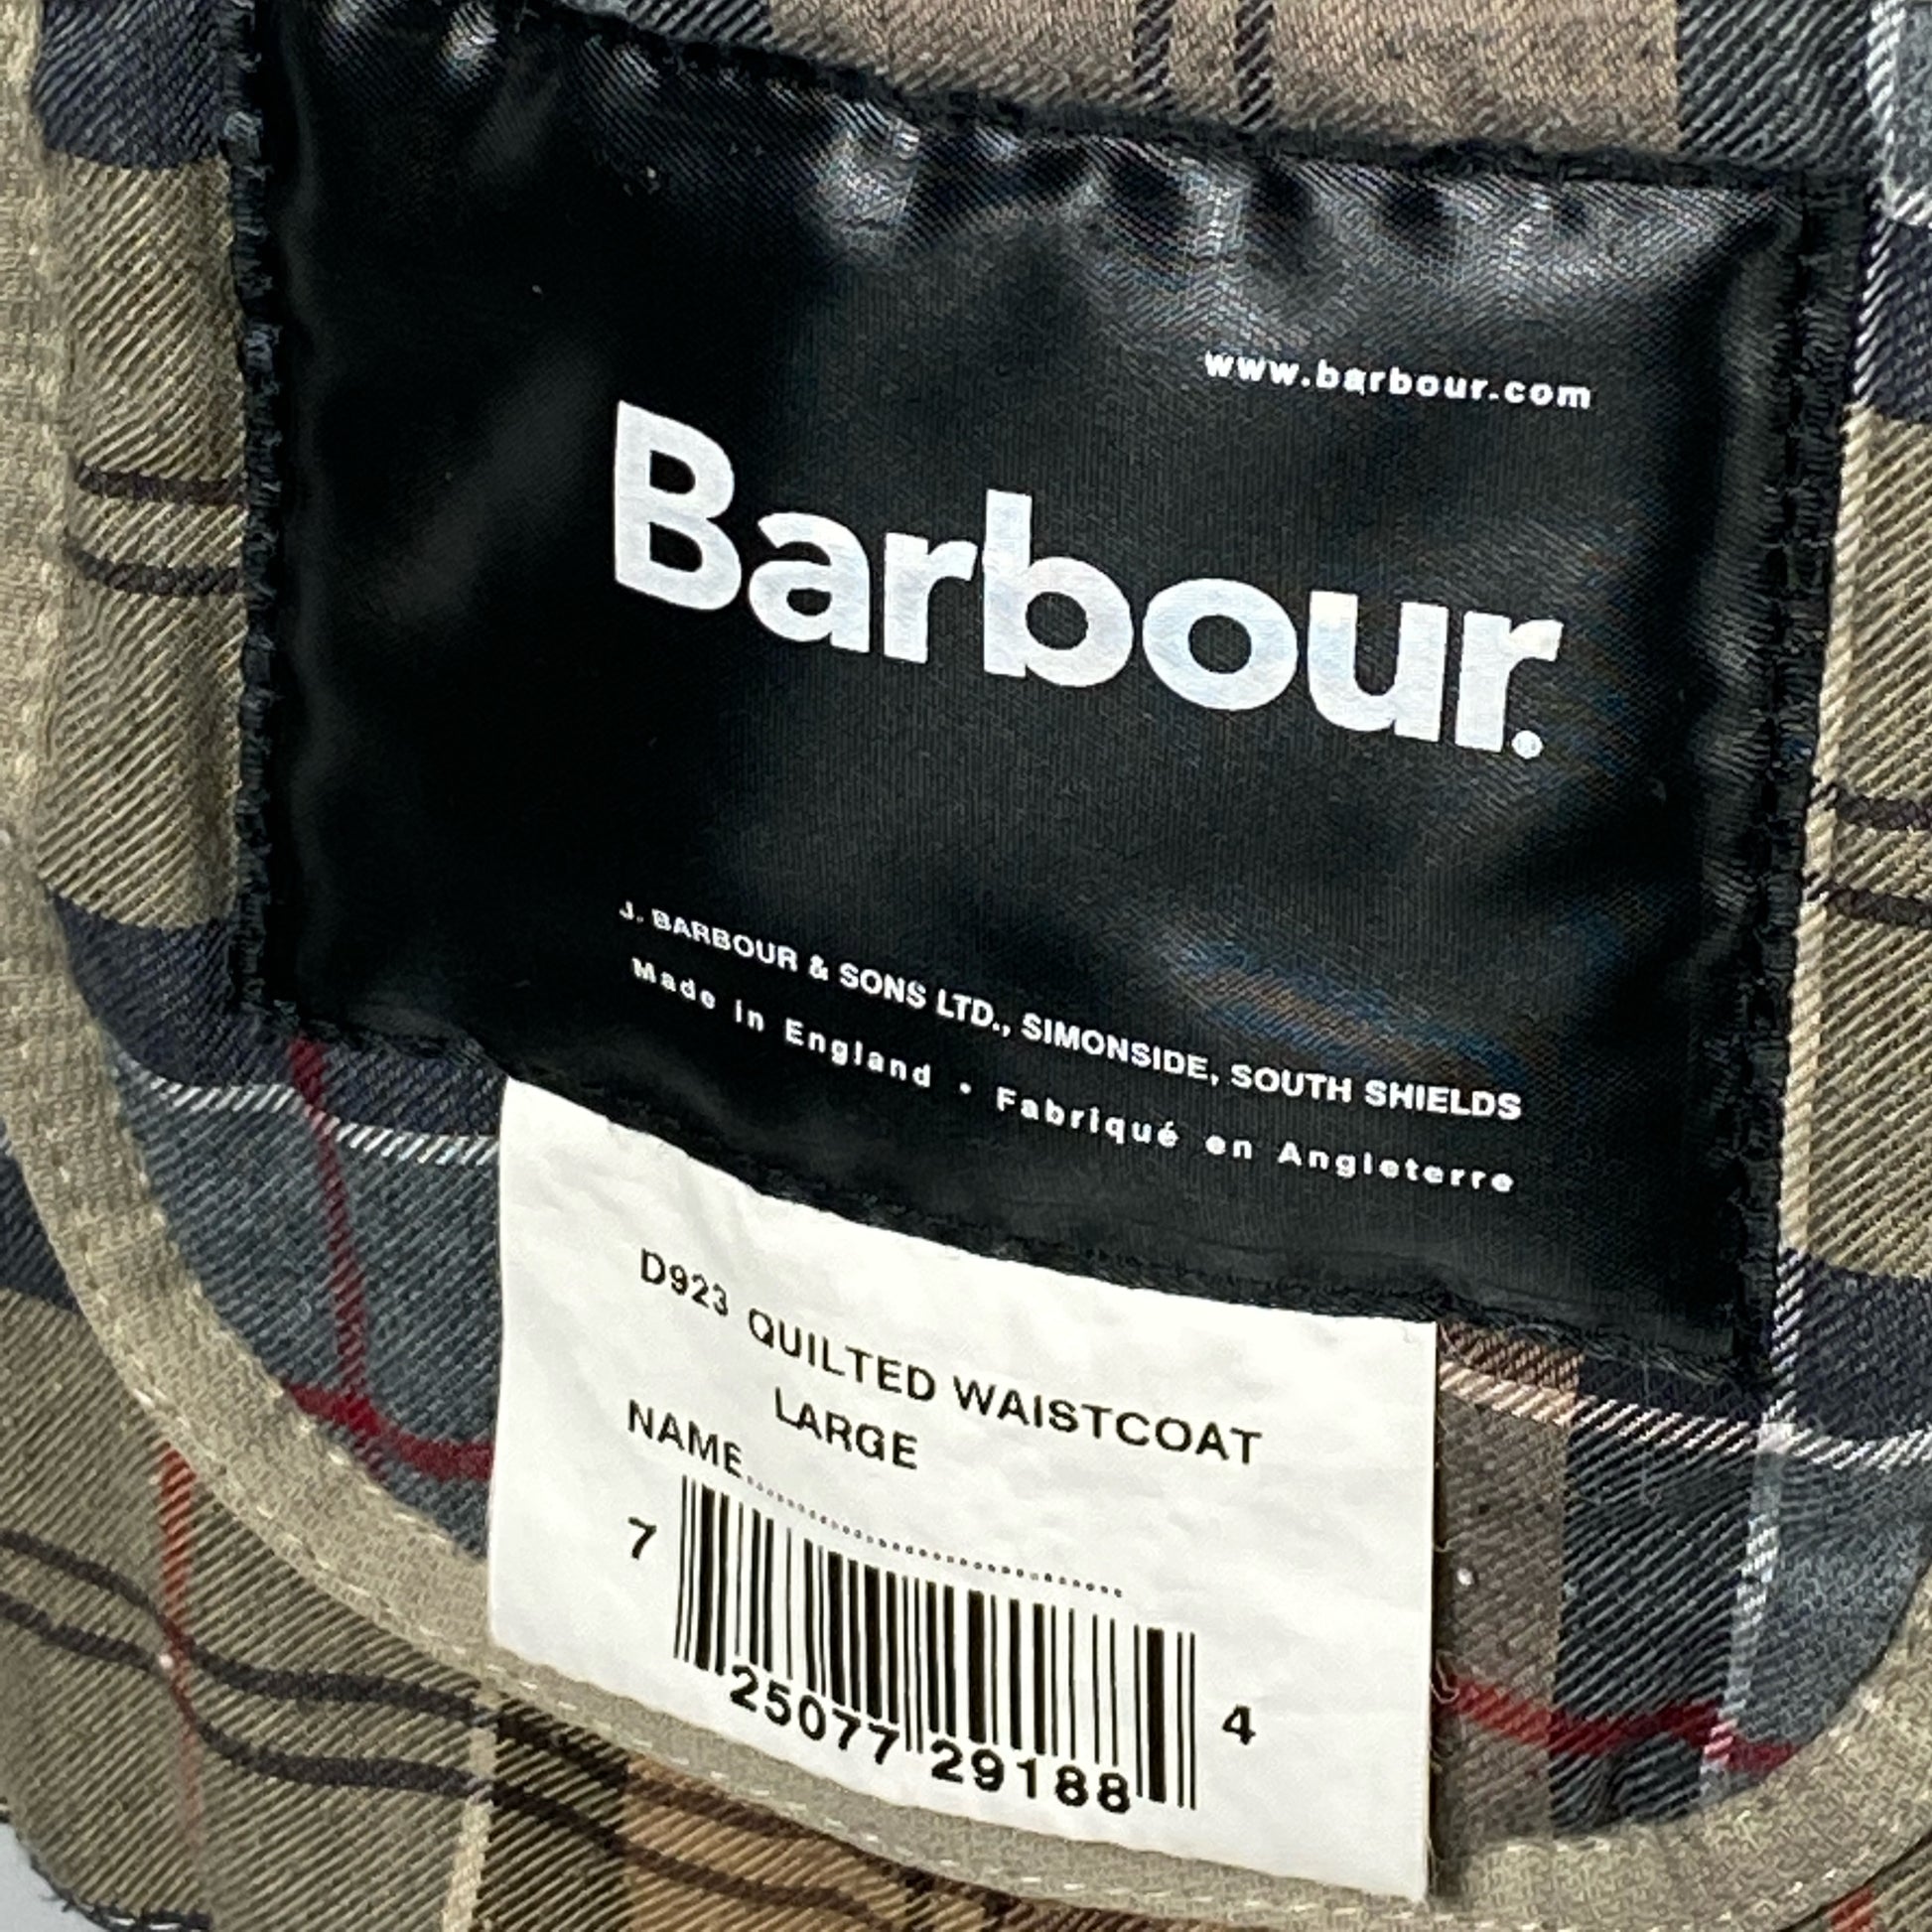 www.barbour.com
Barbour.
J. BARBOUR & SONS LTD., SIMONSIDE, SOUTH SHIELDS
Made in England • Fabriqué en Angleterre
D923 QUILTED WAISTCOAT
LARGE
NAME..............................
7 25077 29188 4